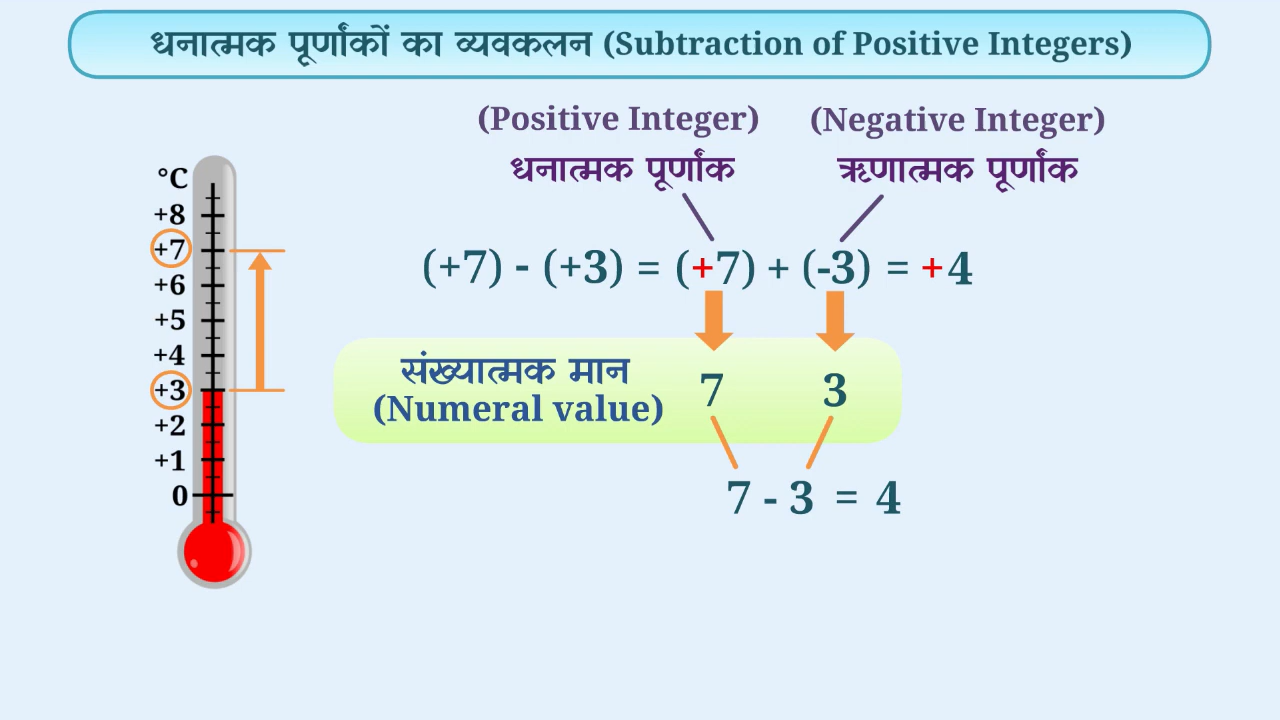 धनात्मक पूर्णांकों का व्यवकलन (Subtraction of Positive Integers)
(Positive Integer) (Negative Integer)
धनात्मक पूर्णांक ऋणात्मक पूर्णांक
(+7) - (+3) = (+7) + (-3) = +4
°C
+8
+7
+6
+5
+4
+3
+2
+1
0
संख्यात्मक मान 7 3
(Numeral value)
7 - 3 = 4